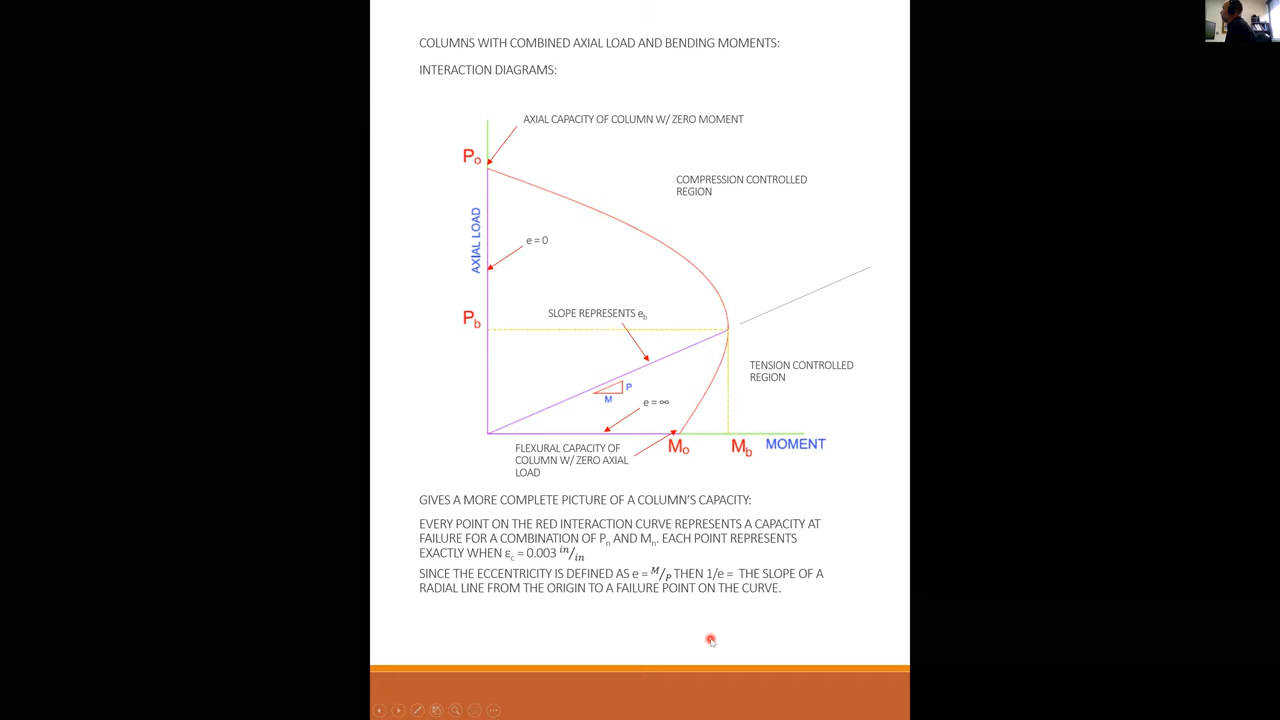 COLUMNS WITH COMBINED AXIAL LOAD AND BENDING MOMENTS:
INTERACTION DIAGRAMS:
AXIAL CAPACITY OF COLUMN W/ ZERO MOMENT
Po
COMPRESSION CONTROLLED
REGION
AXIAL LOAD
e = 0
SLOPE REPRESENTS eb
Pb
TENSION CONTROLLED
REGION
P
M
e = ∞
FLEXURAL CAPACITY OF
COLUMN W/ ZERO AXIAL
LOAD
Mo
Mb
MOMENT
GIVES A MORE COMPLETE PICTURE OF A COLUMN'S CAPACITY:
EVERY POINT ON THE RED INTERACTION CURVE REPRESENTS A CAPACITY AT
FAILURE FOR A COMBINATION OF Pn AND Mn. EACH POINT REPRESENTS
EXACTLY WHEN εc = 0.003 in/in
SINCE THE ECCENTRICITY IS DEFINED AS e = M/P THEN 1/e = THE SLOPE OF A
RADIAL LINE FROM THE ORIGIN TO A FAILURE POINT ON THE CURVE.